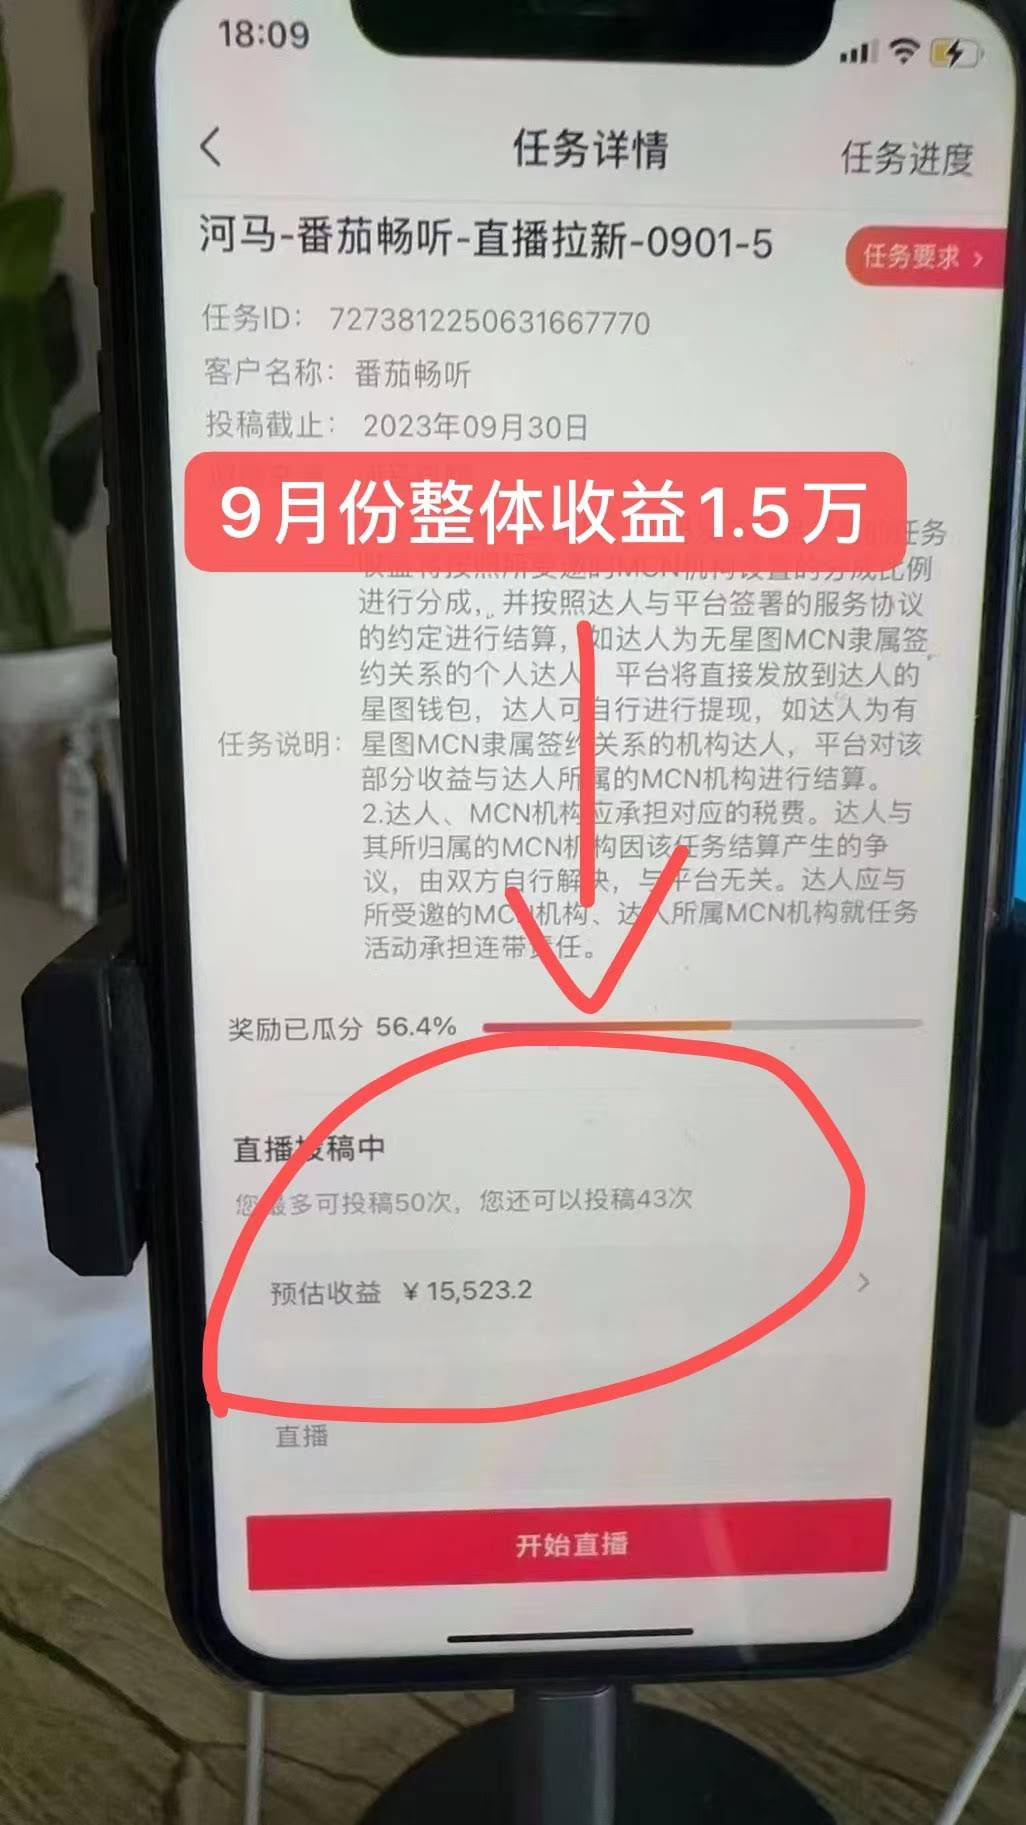 18:09
任务详情
任务进度
河马-番茄畅听-直播拉新-0901-5
任务要求 >
任务ID： 7273812250631667770
客户名称： 番茄畅听
投稿截止： 2023年09月30日
9月份整体收益1.5万
任务
收益将按照所受邀的MCN机构设置的分成比例
进行分成，并按照达人与平台签署的服务协议
的约定进行结算，如达人为无星图MCN隶属签
约关系的个人达人，平台将直接发放到达人的
星图钱包，达人可自行进行提现，如达人为有
任务说明： 星图MCN隶属签约关系的机构达人，平台对该
部分收益与达人所属的MCN机构进行结算。
2.达人、MCN机构应承担对应的税费。达人与
其所归属的MCN机构因该任务结算产生的争
议，由双方自行解决，与平台无关。达人应与
所受邀的MCN机构、达人所属MCN机构就任务
活动承担连带责任。
奖励已瓜分 56.4%
直播投稿中
您最多可投稿50次，您还可以投稿43次
预估收益 ¥ 15,523.2
直播
开始直播